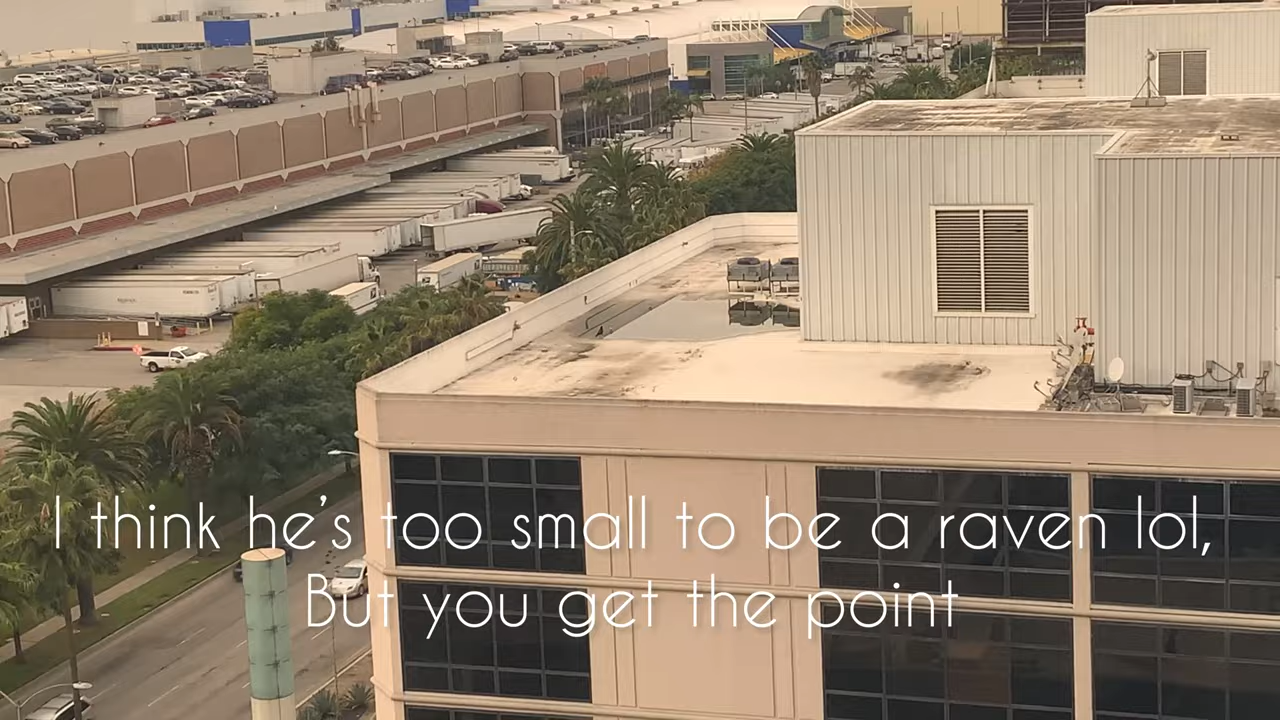 I think he's too small to be a raven lol,
But you get the point